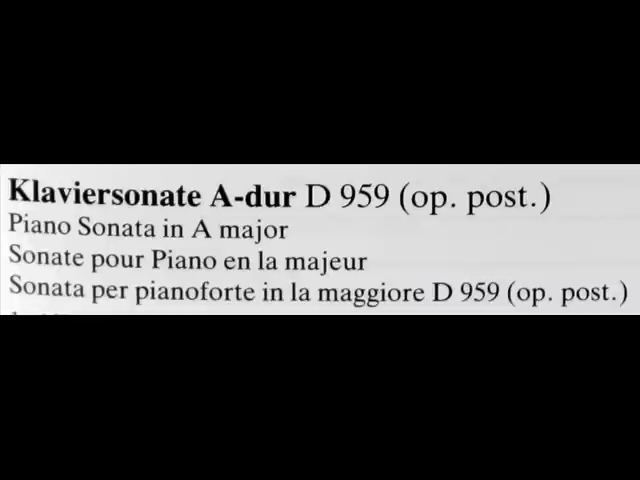 Klaviersonate A-dur D 959 (op. post.)
Piano Sonata in A major
Sonate pour Piano en la majeur
Sonata per pianoforte in la maggiore D 959 (op. post.)